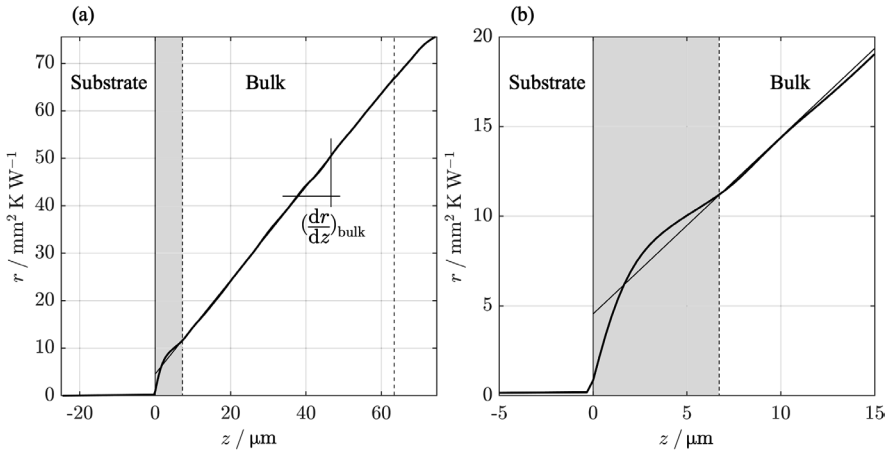 (a)
70
60
50
40
30
20
10
0
r / mm² K W⁻¹
Substrate
Bulk
(dr/dz)bulk
-20
0
20
40
60
z / µm
(b)
20
15
10
5
0
r / mm² K W⁻¹
Substrate
Bulk
-5
0
5
10
15
z / µm